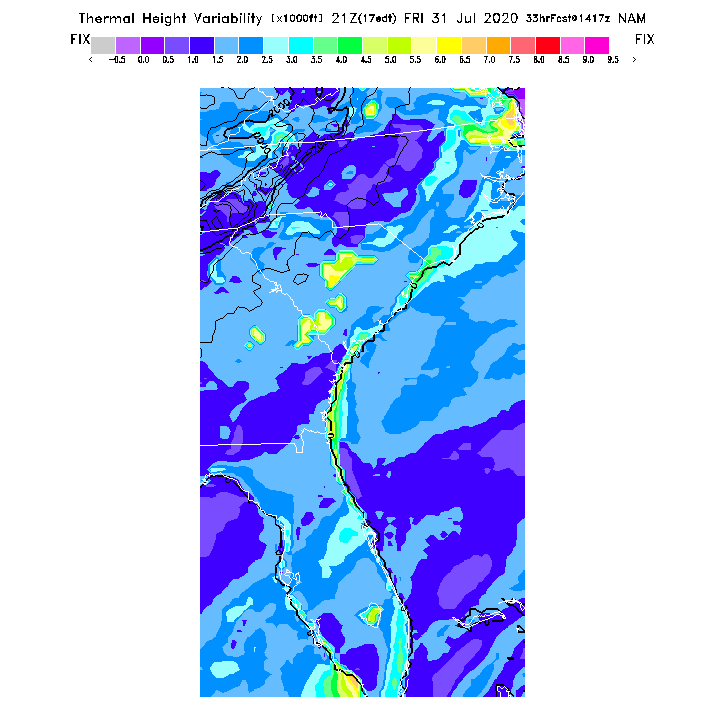 Thermal Height Variability [x1000ft] 21Z(17edt) FRI 31 Jul 2020 33hrFcst@1417z NAM
FIX FIX
< -0.5 0.0 0.5 1.0 1.5 2.0 2.5 3.0 3.5 4.0 4.5 5.0 5.5 6.0 6.5 7.0 7.5 8.0 8.5 9.0 9.5 >